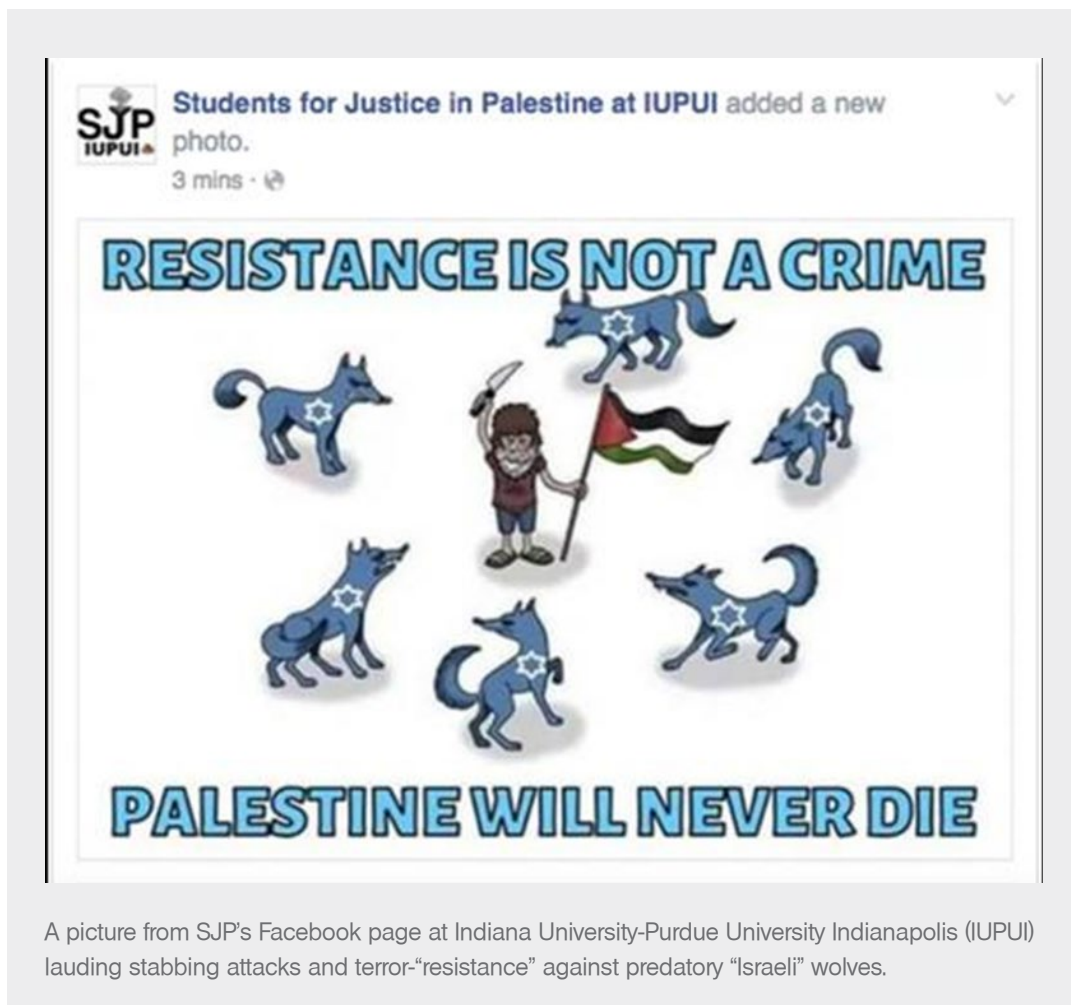 SJP
IUPUI
Students for Justice in Palestine at IUPUI added a new
photo.
3 mins ·
RESISTANCE IS NOT A CRIME
PALESTINE WILL NEVER DIE
A picture from SJP’s Facebook page at Indiana University-Purdue University Indianapolis (IUPUI)
lauding stabbing attacks and terror-“resistance” against predatory “Israeli” wolves.